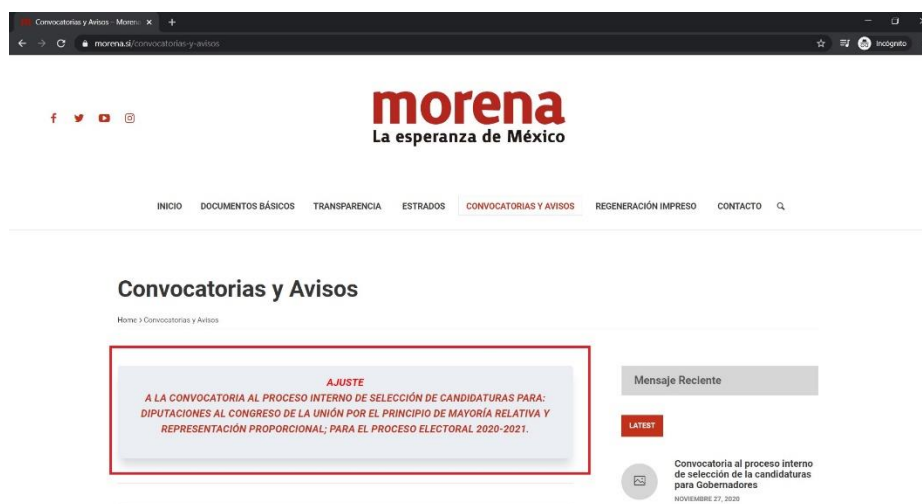 Convocatorias y Avisos – Moren
morena.si/convocatorias-y-avisos
Incógnito
morena
La esperanza de México
INICIO DOCUMENTOS BÁSICOS TRANSPARENCIA ESTRADOS CONVOCATORIAS Y AVISOS REGENERACIÓN IMPRESO CONTACTO
Convocatorias y Avisos
Home > Convocatorias y Avisos
AJUSTE
A LA CONVOCATORIA AL PROCESO INTERNO DE SELECCIÓN DE CANDIDATURAS PARA:
DIPUTACIONES AL CONGRESO DE LA UNIÓN POR EL PRINCIPIO DE MAYORÍA RELATIVA Y
REPRESENTACIÓN PROPORCIONAL; PARA EL PROCESO ELECTORAL 2020-2021.
Mensaje Reciente
LATEST
Convocatoria al proceso interno
de selección de la candidaturas
para Gobernadores
NOVIEMBRE 27, 2020